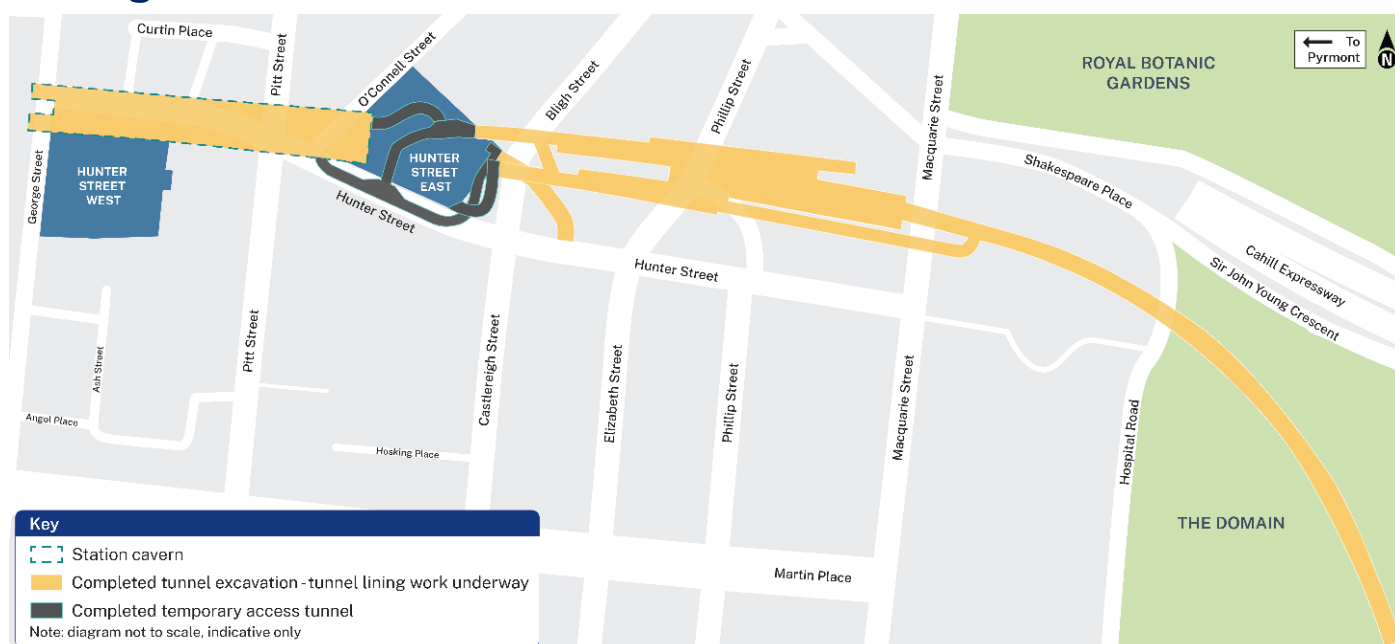 Curtin Place
Pitt Street
O'Connell Street
Bligh Street
Phillip Street
Macquarie Street
ROYAL BOTANIC
GARDENS
To
Pyrmont
N
George Street
HUNTER
STREET
WEST
HUNTER
STREET
EAST
Hunter Street
Shakespeare Place
Cahill Expressway
Sir John Young Crescent
Hunter Street
Ash Street
Pitt Street
Castlereigh Street
Elizabeth Street
Phillip Street
Macquarie Street
Hospital Road
Angel Place
Hosking Place
THE DOMAIN
Martin Place
Key
Station cavern
Completed tunnel excavation - tunnel lining work underway
Completed temporary access tunnel
Note: diagram not to scale, indicative only